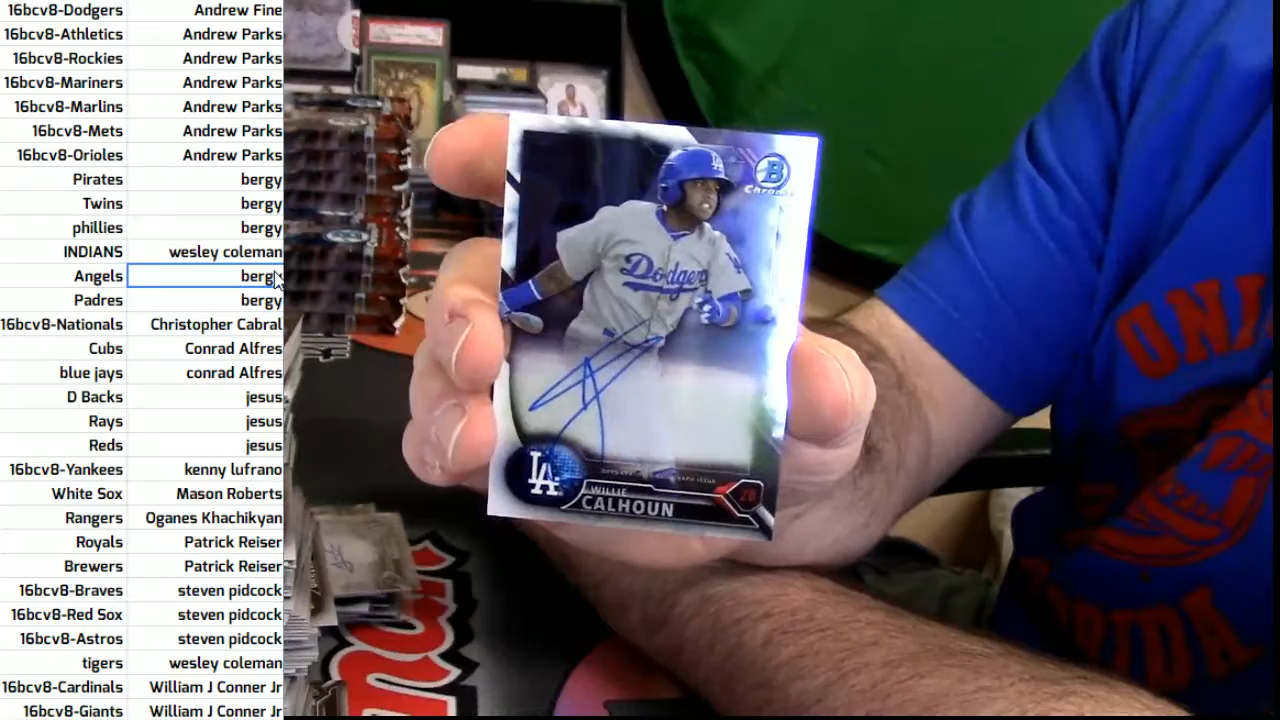 16bcv8-Dodgers Andrew Fine
16bcv8-Athletics Andrew Parks
16bcv8-Rockies Andrew Parks
16bcv8-Mariners Andrew Parks
16bcv8-Marlins Andrew Parks
16bcv8-Mets Andrew Parks
16bcv8-Orioles Andrew Parks
Pirates bergy
Twins bergy
phillies bergy
INDIANS wesley coleman
Angels bergy
Padres bergy
16bcv8-Nationals Christopher Cabral
Cubs Conrad Alfres
blue jays conrad Alfres
D Backs jesus
Rays jesus
Reds jesus
16bcv8-Yankees kenny lufrano
White Sox Mason Roberts
Rangers Oganes Khachikyan
Royals Patrick Reiser
Brewers Patrick Reiser
16bcv8-Braves steven pidcock
16bcv8-Red Sox steven pidcock
16bcv8-Astros steven pidcock
tigers wesley coleman
16bcv8-Cardinals William J Conner Jr
16bcv8-Giants William J Conner Jr
LA
B
Chrome
Dodgers
LA
WILLIE
CALHOUN
2B